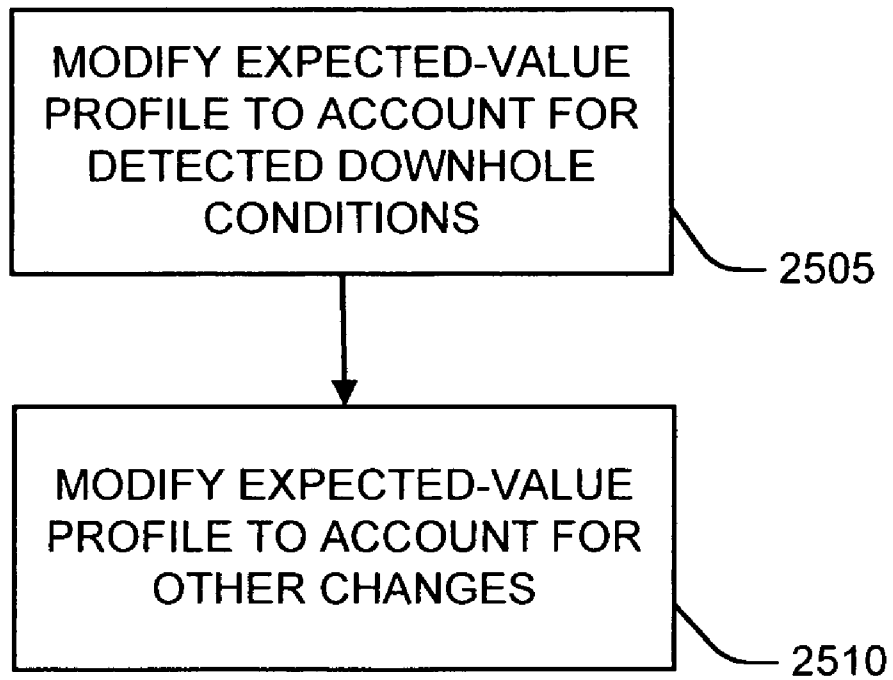 MODIFY EXPECTED-VALUE
PROFILE TO ACCOUNT FOR
DETECTED DOWNHOLE
CONDITIONS
2505
MODIFY EXPECTED-VALUE
PROFILE TO ACCOUNT FOR
OTHER CHANGES
2510